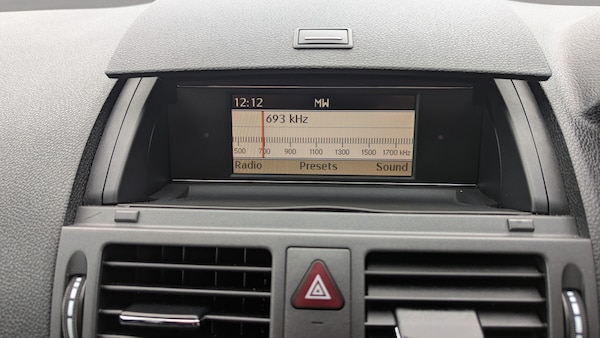 12:12 MW
693 kHz
500 700 900 1100 1300 1500 1700 kHz
Radio Presets Sound